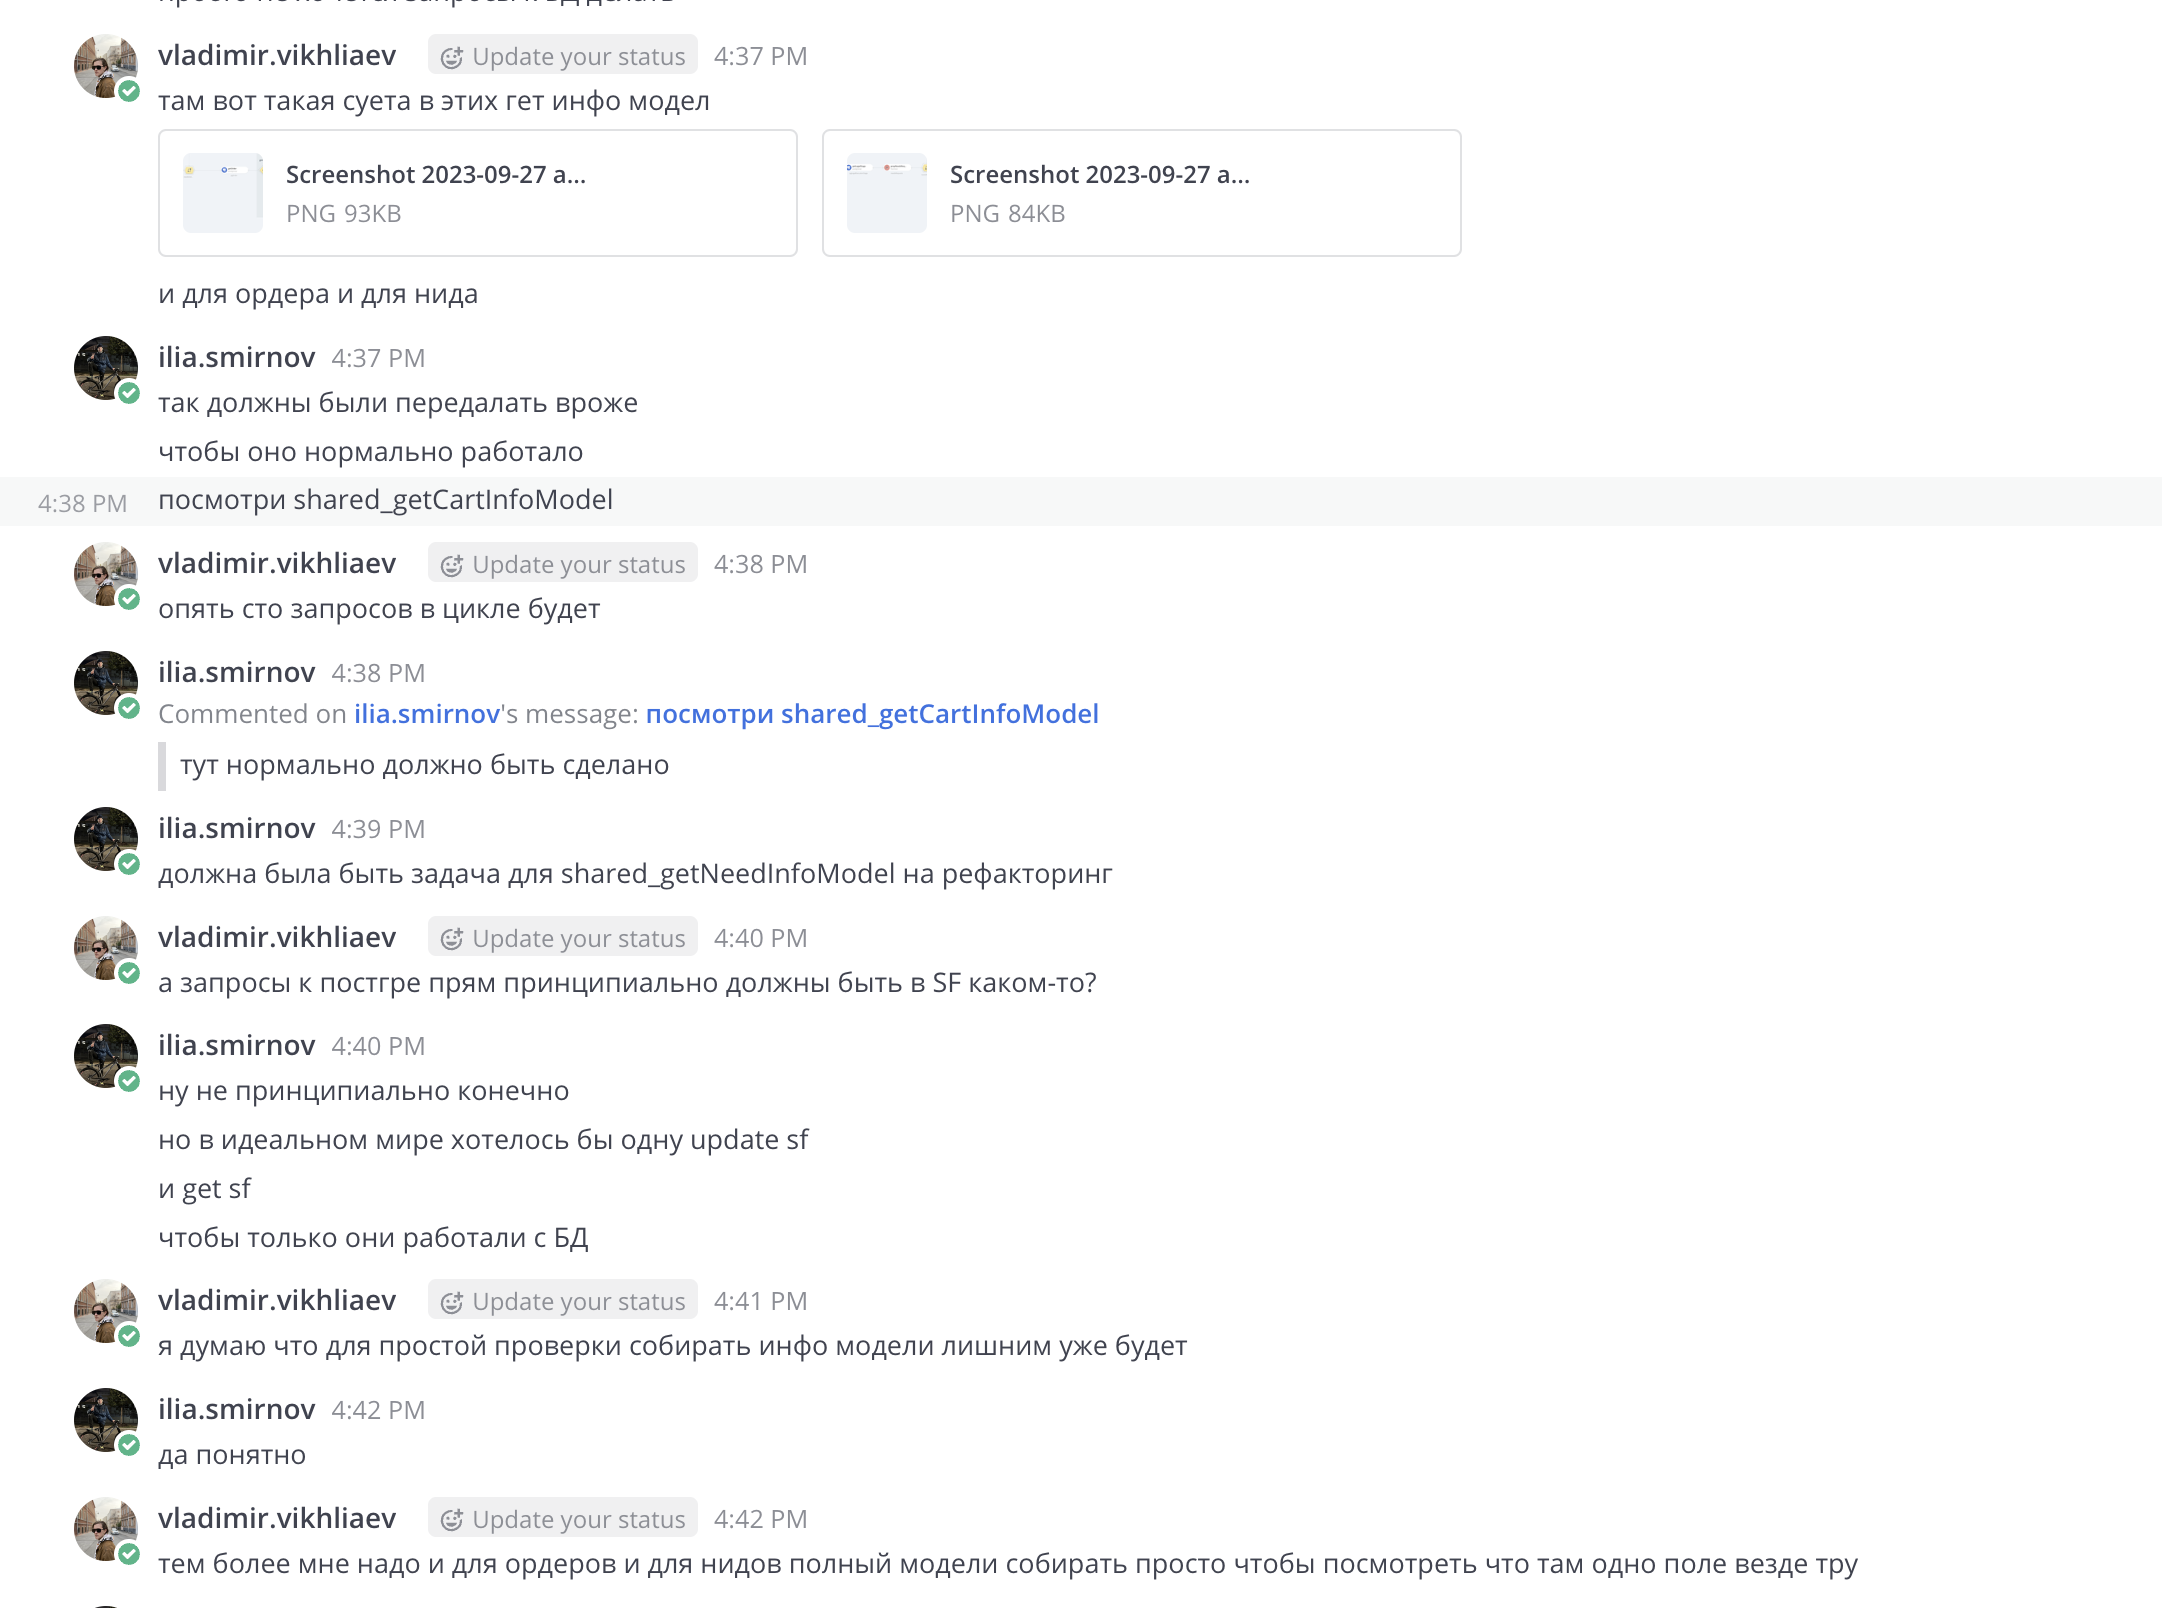 vladimir.vikhliaev Update your status 4:37 PM
там вот такая суета в этих гет инфо модел
Screenshot 2023-09-27 a... Screenshot 2023-09-27 a...
PNG 93KB PNG 84KB
и для ордера и для нида
ilia.smirnov 4:37 PM
так должны были передалать вроже
чтобы оно нормально работало
4:38 PM посмотри shared_getCartInfoModel
vladimir.vikhliaev Update your status 4:38 PM
опять сто запросов в цикле будет
ilia.smirnov 4:38 PM
Commented on ilia.smirnov's message: посмотри shared_getCartInfoModel
тут нормально должно быть сделано
ilia.smirnov 4:39 PM
должна была быть задача для shared_getNeedInfoModel на рефакторинг
vladimir.vikhliaev Update your status 4:40 PM
а запросы к постгре прям принципиально должны быть в SF каком-то?
ilia.smirnov 4:40 PM
ну не принципиально конечно
но в идеальном мире хотелось бы одну update sf
и get sf
чтобы только они работали с БД
vladimir.vikhliaev Update your status 4:41 PM
я думаю что для простой проверки собирать инфо модели лишним уже будет
ilia.smirnov 4:42 PM
да понятно
vladimir.vikhliaev Update your status 4:42 PM
тем более мне надо и для ордеров и для нидов полный модели собирать просто чтобы посмотреть что там одно поле везде тру